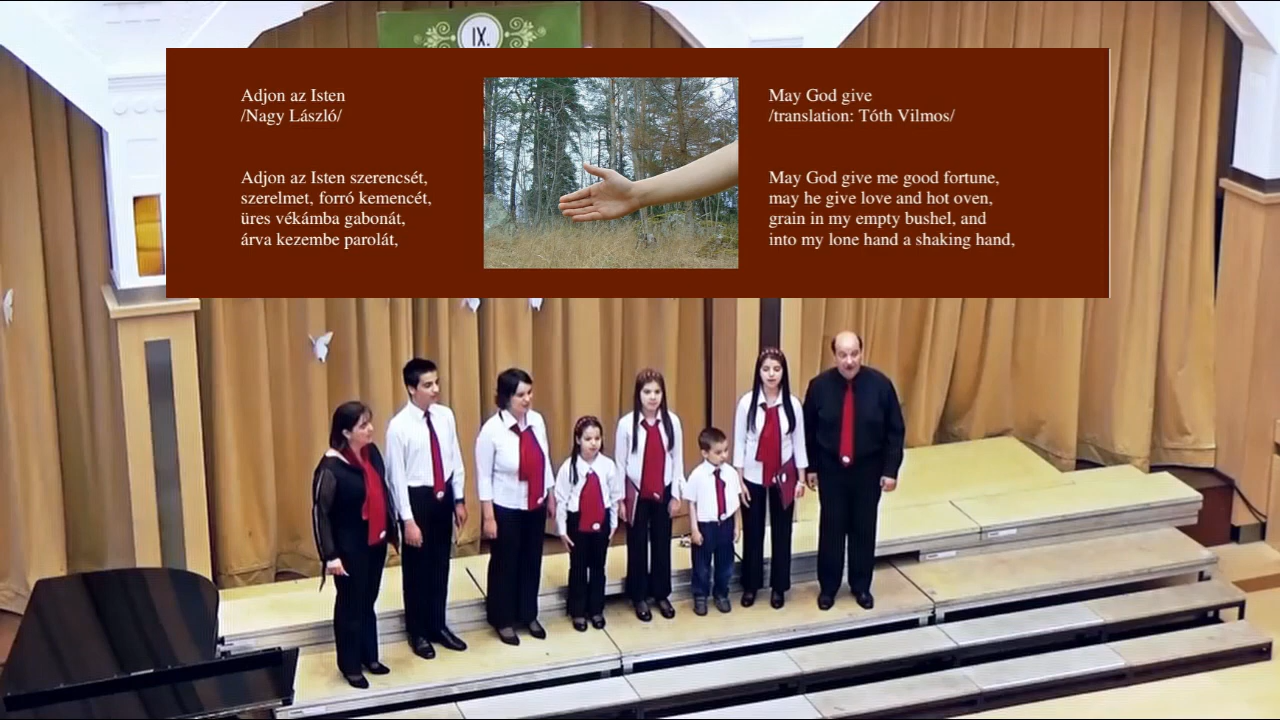 IX.
Adjon az Isten
/Nagy László/
Adjon az Isten szerencsét,
szerelmet, forró kemencét,
üres vékámba gabonát,
árva kezembe parolát,
May God give
/translation: Tóth Vilmos/
May God give me good fortune,
may he give love and hot oven,
grain in my empty bushel, and
into my lone hand a shaking hand,